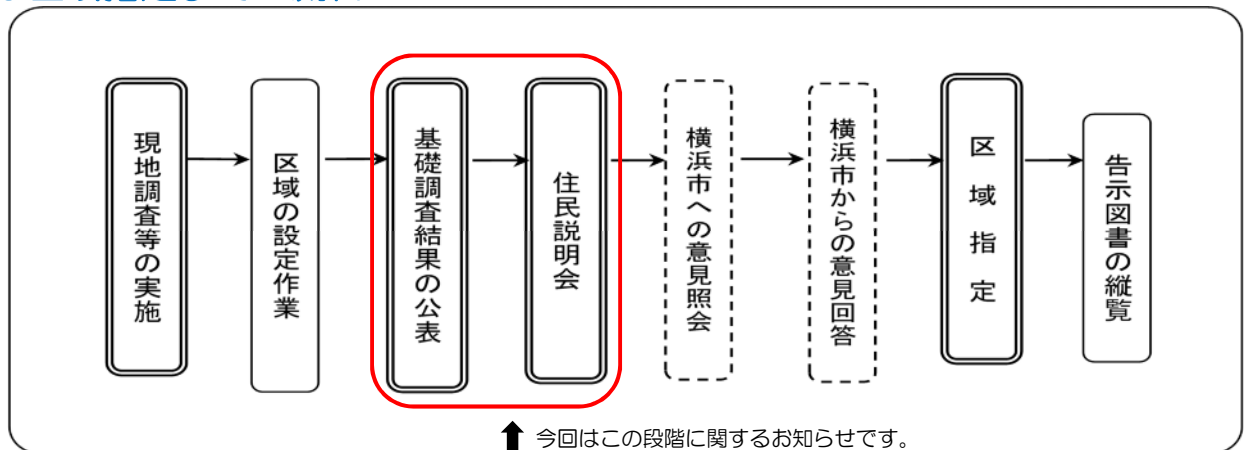 現地調査等の実施
区域の設定作業
基礎調査結果の公表
住民説明会
横浜市への意見照会
横浜市からの意見回答
区域指定
告示図書の縦覧
今回はこの段階に関するお知らせです。